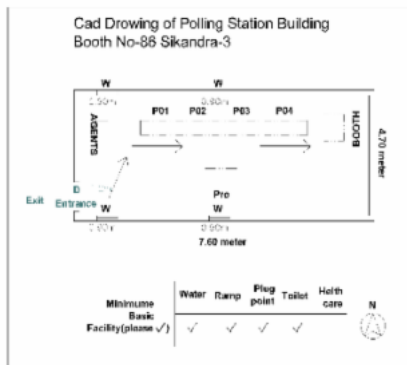 Cad Drowing of Polling Station Building
Booth No-86 Sikandra-3
W W
P01 P02 P03 P04
AGENTS
BOOTH
4.70 meter
Pro
D
Exit Entrance
W W
7.60 meter
Water Ramp Plug point Toilet Helth care
Minimume
Basic
Facility(please ✓) ✓ ✓ ✓ ✓
N